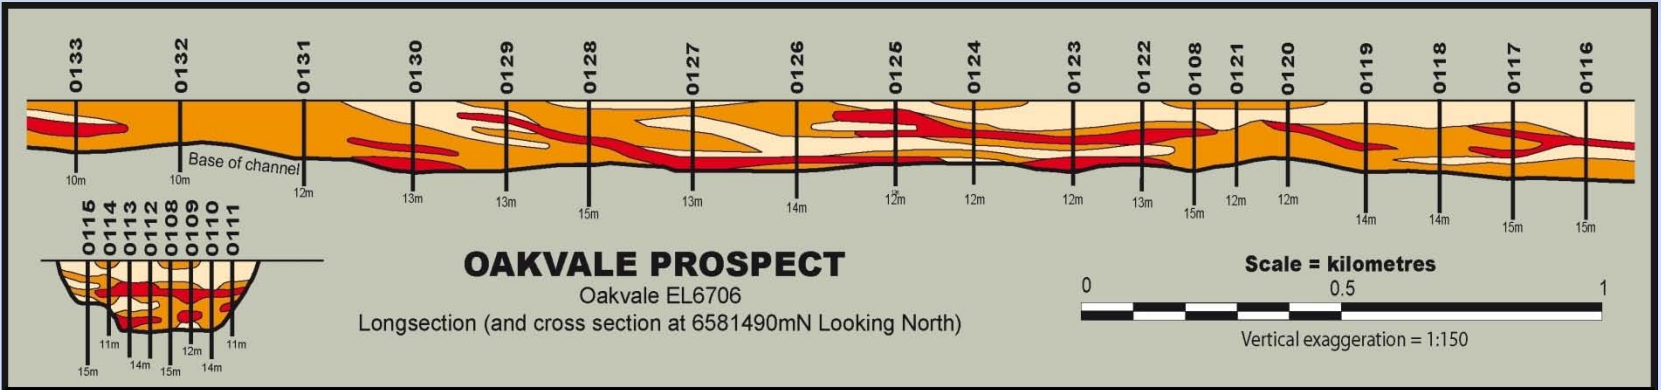 0133 0132 0131 0130 0129 0128 0127 0126 0125 0124 0123 0122 0108 0121 0120 0119 0118 0117 0116
Base of channel
10m 10m 12m 13m 13m 15m 13m 14m 12m 12m 12m 13m 15m 12m 12m 14m 14m 15m 15m
0115 0114 0113 0112 0108 0109 0110 0111
15m 11m 14m 15m 12m 14m 11m
OAKVALE PROSPECT
Oakvale EL6706
Longsection (and cross section at 6581490mN Looking North)
Scale = kilometres
0 0.5 1
Vertical exaggeration = 1:150